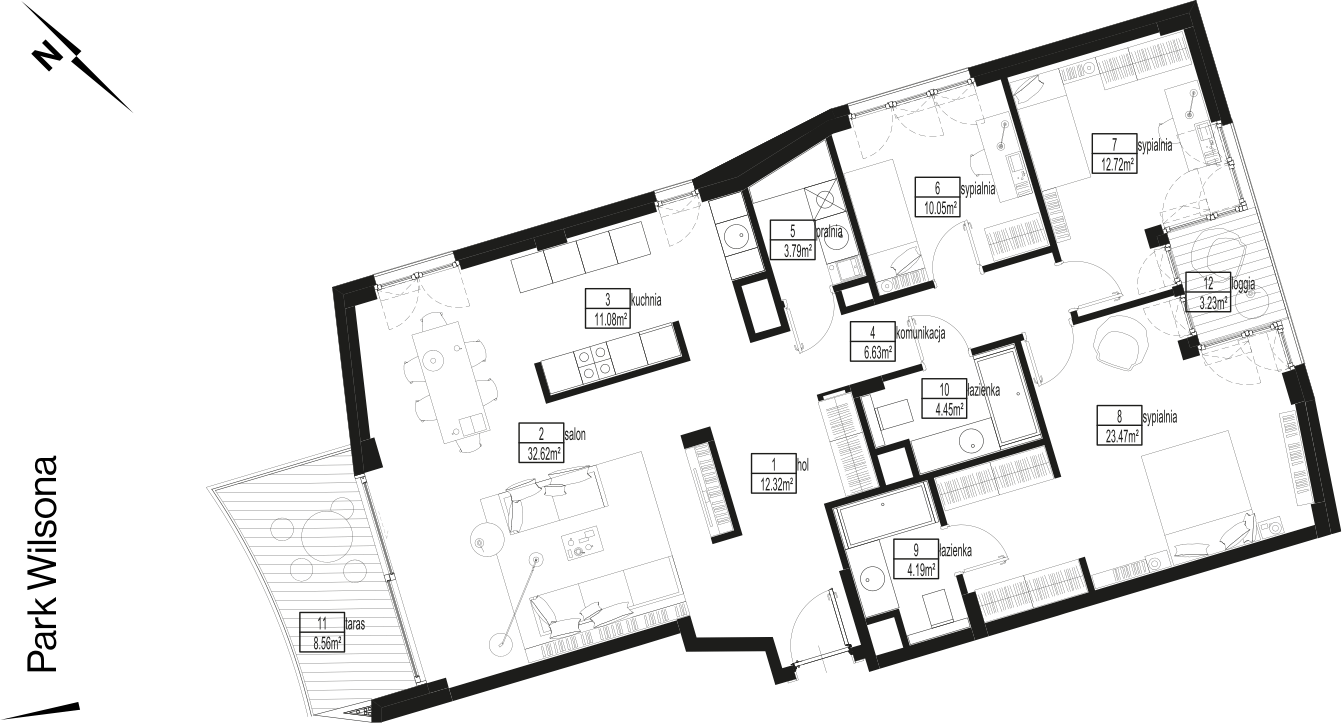 N
7 sypialnia
12.72m²
6 sypialnia
10.05m²
5 pralnia
3.79m²
12 loggia
3.23m²
3 kuchnia
11.08m²
4 komunikacja
6.63m²
10 łazienka
4.45m²
8 sypialnia
23.47m²
2 salon
32.62m²
1 hol
12.32m²
9 łazienka
4.19m²
11 taras
8.56m²
Park Wilsona